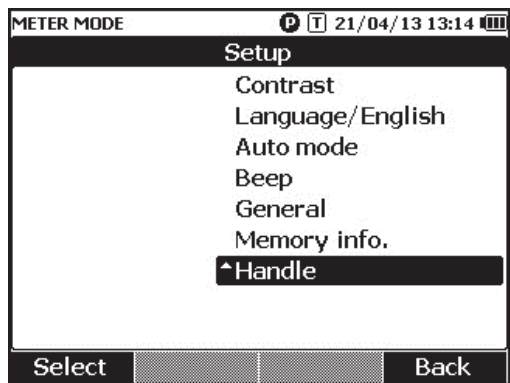 METER MODE P T 21/04/13 13:14
Setup
Contrast
Language/English
Auto mode
Beep
General
Memory info.
Handle
Select Back